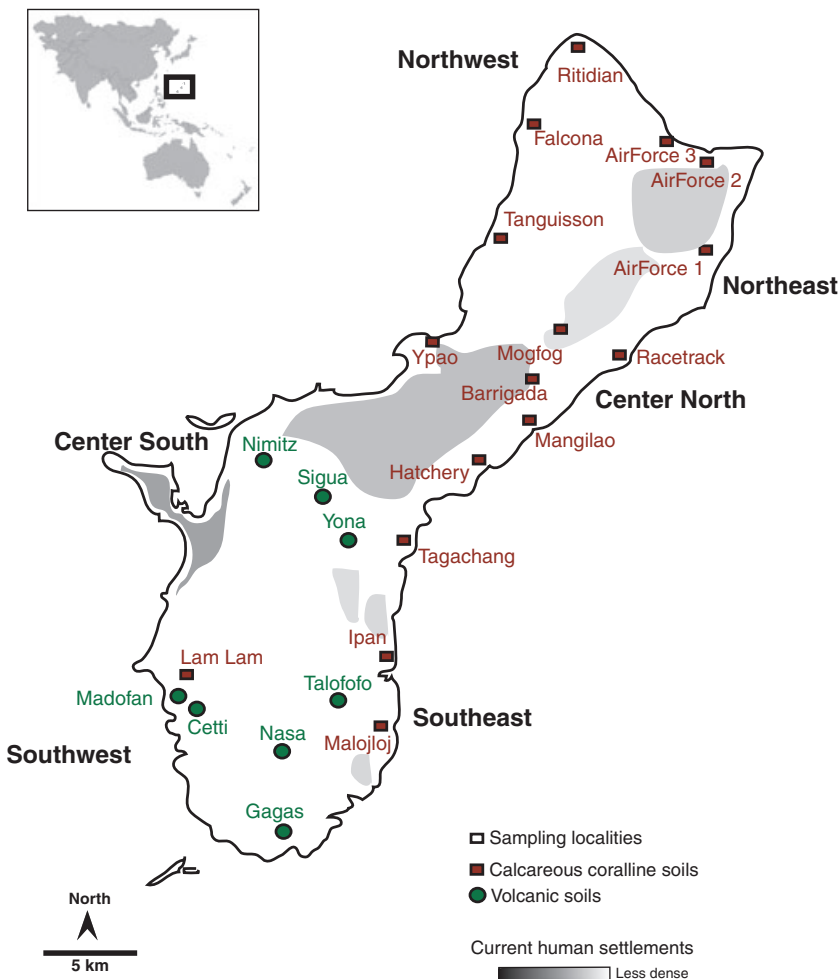 Northwest
Ritidian
Falcona
AirForce 3
AirForce 2
Tanguisson
AirForce 1
Northeast
Ypao
Mogfog
Racetrack
Barrigada
Center North
Mangilao
Center South
Nimitz
Hatchery
Sigua
Yona
Tagachang
Ipan
Lam Lam
Madofan
Talofofo
Cetti
Southeast
Nasa
Malojloj
Southwest
Gagas
Sampling localities
Calcareous coralline soils
Volcanic soils
North
5 km
Current human settlements
Less dense